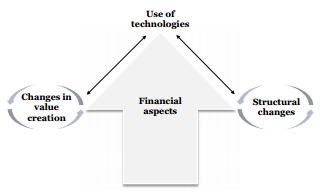 Use of
technologies
Changes in
value
creation
Financial
aspects
Structural
changes